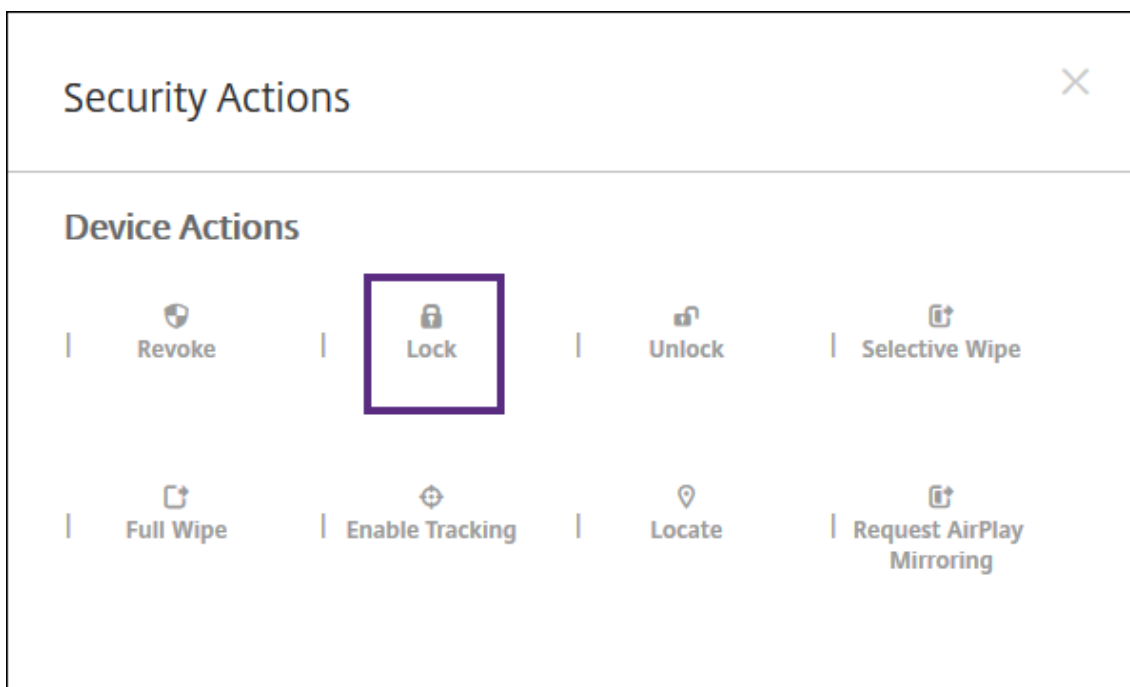 Security Actions
Device Actions
Revoke
Lock
Unlock
Selective Wipe
Full Wipe
Enable Tracking
Locate
Request AirPlay
Mirroring